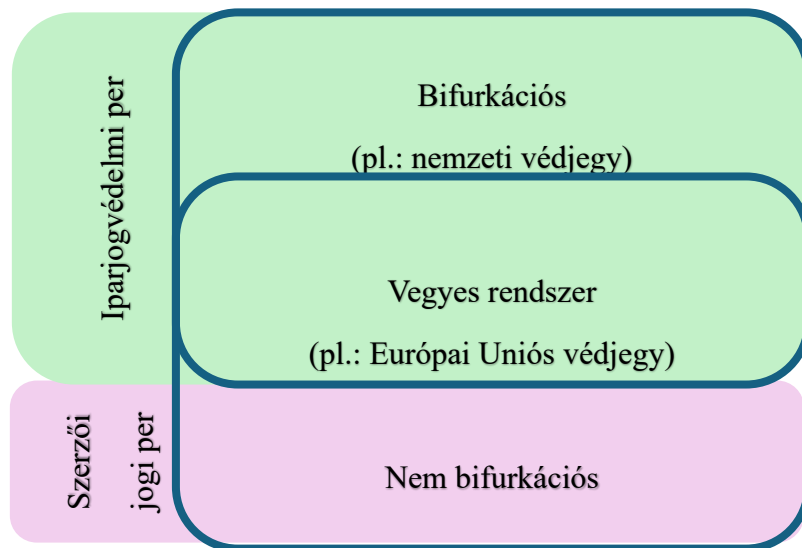 Iparjogvédelmi per
Bifurkációs
(pl.: nemzeti védjegy)
Vegyes rendszer
(pl.: Európai Uniós védjegy)
Szerzői
jogi per
Nem bifurkációs